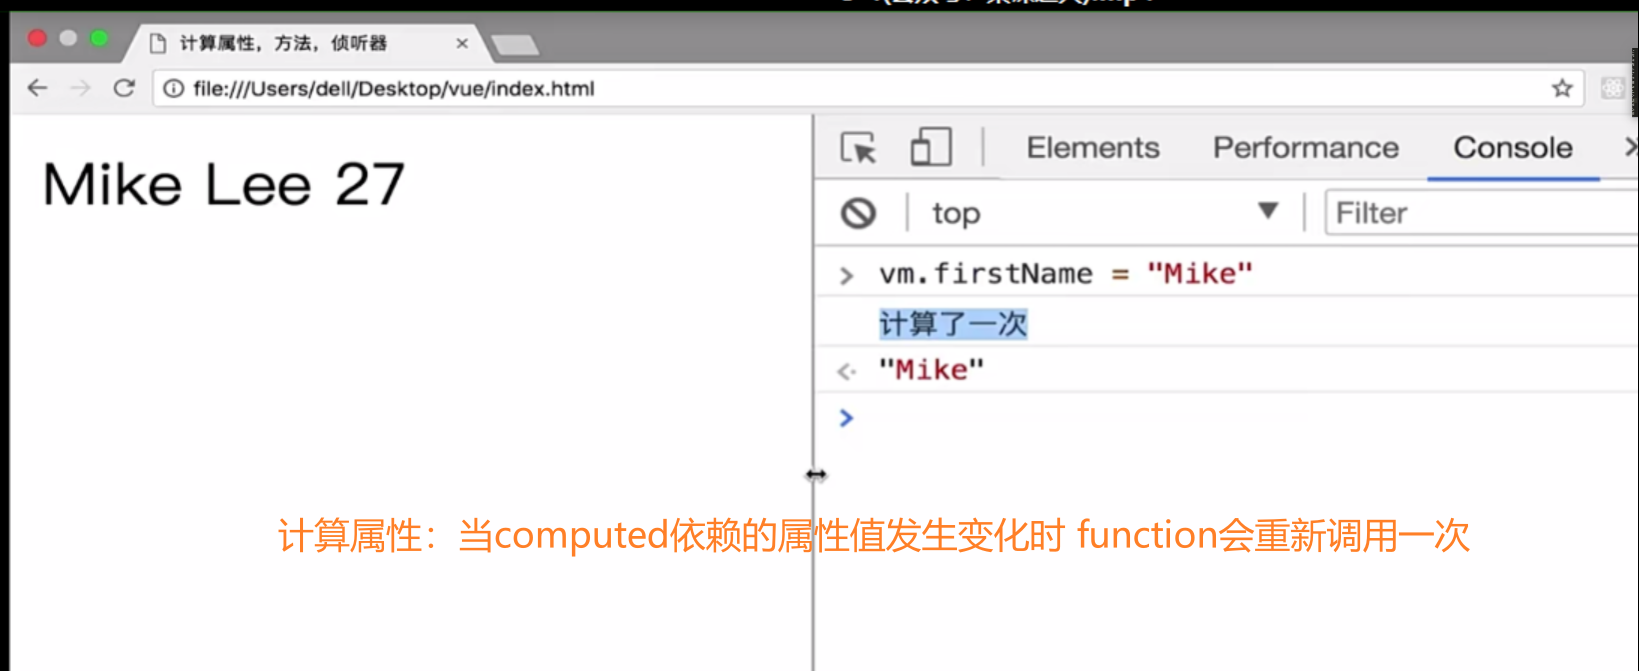 计算属性，方法，侦听器
file:///Users/dell/Desktop/vue/index.html
Mike Lee 27
Elements Performance Console
top Filter
vm.firstName = "Mike"
计算了一次
"Mike"
计算属性：当computed依赖的属性值发生变化时 function会重新调用一次